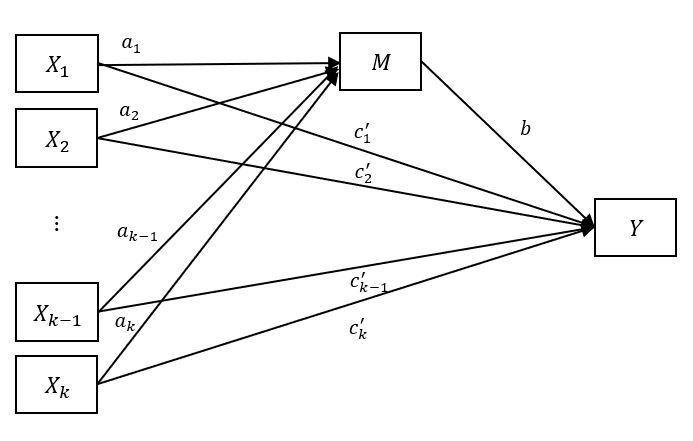 X₁
a₁
M
X₂
a₂
c′₁
b
c′₂
⋮
Y
aₖ₋₁
Xₖ₋₁
c′ₖ₋₁
aₖ
c′ₖ
Xₖ